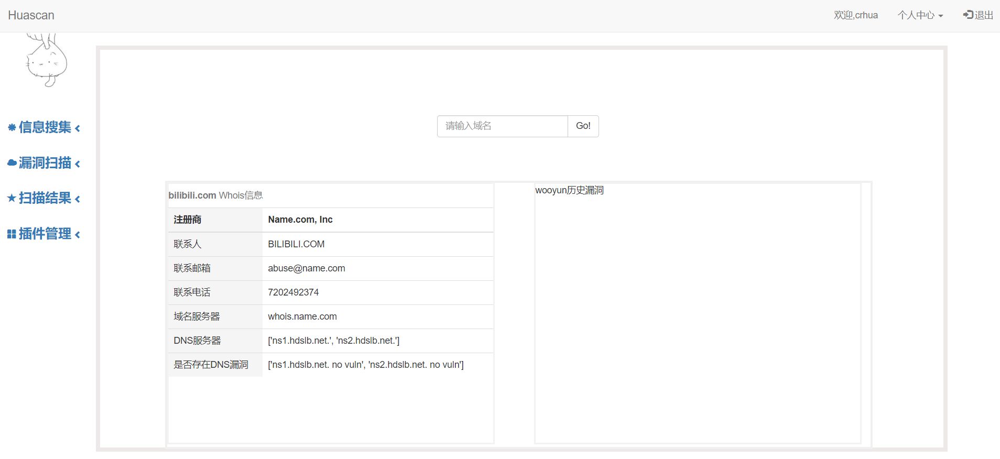 Huascan
欢迎,crhua 个人中心 退出
信息搜集
漏洞扫描
扫描结果
插件管理
请输入域名 Go!
bilibili.com Whois信息
注册商 Name.com, Inc
联系人 BILIBILI.COM
联系邮箱 abuse@name.com
联系电话 7202492374
域名服务器 whois.name.com
DNS服务器 ['ns1.hdslb.net.', 'ns2.hdslb.net.']
是否存在DNS漏洞 ['ns1.hdslb.net. no vuln', 'ns2.hdslb.net. no vuln']
wooyun历史漏洞